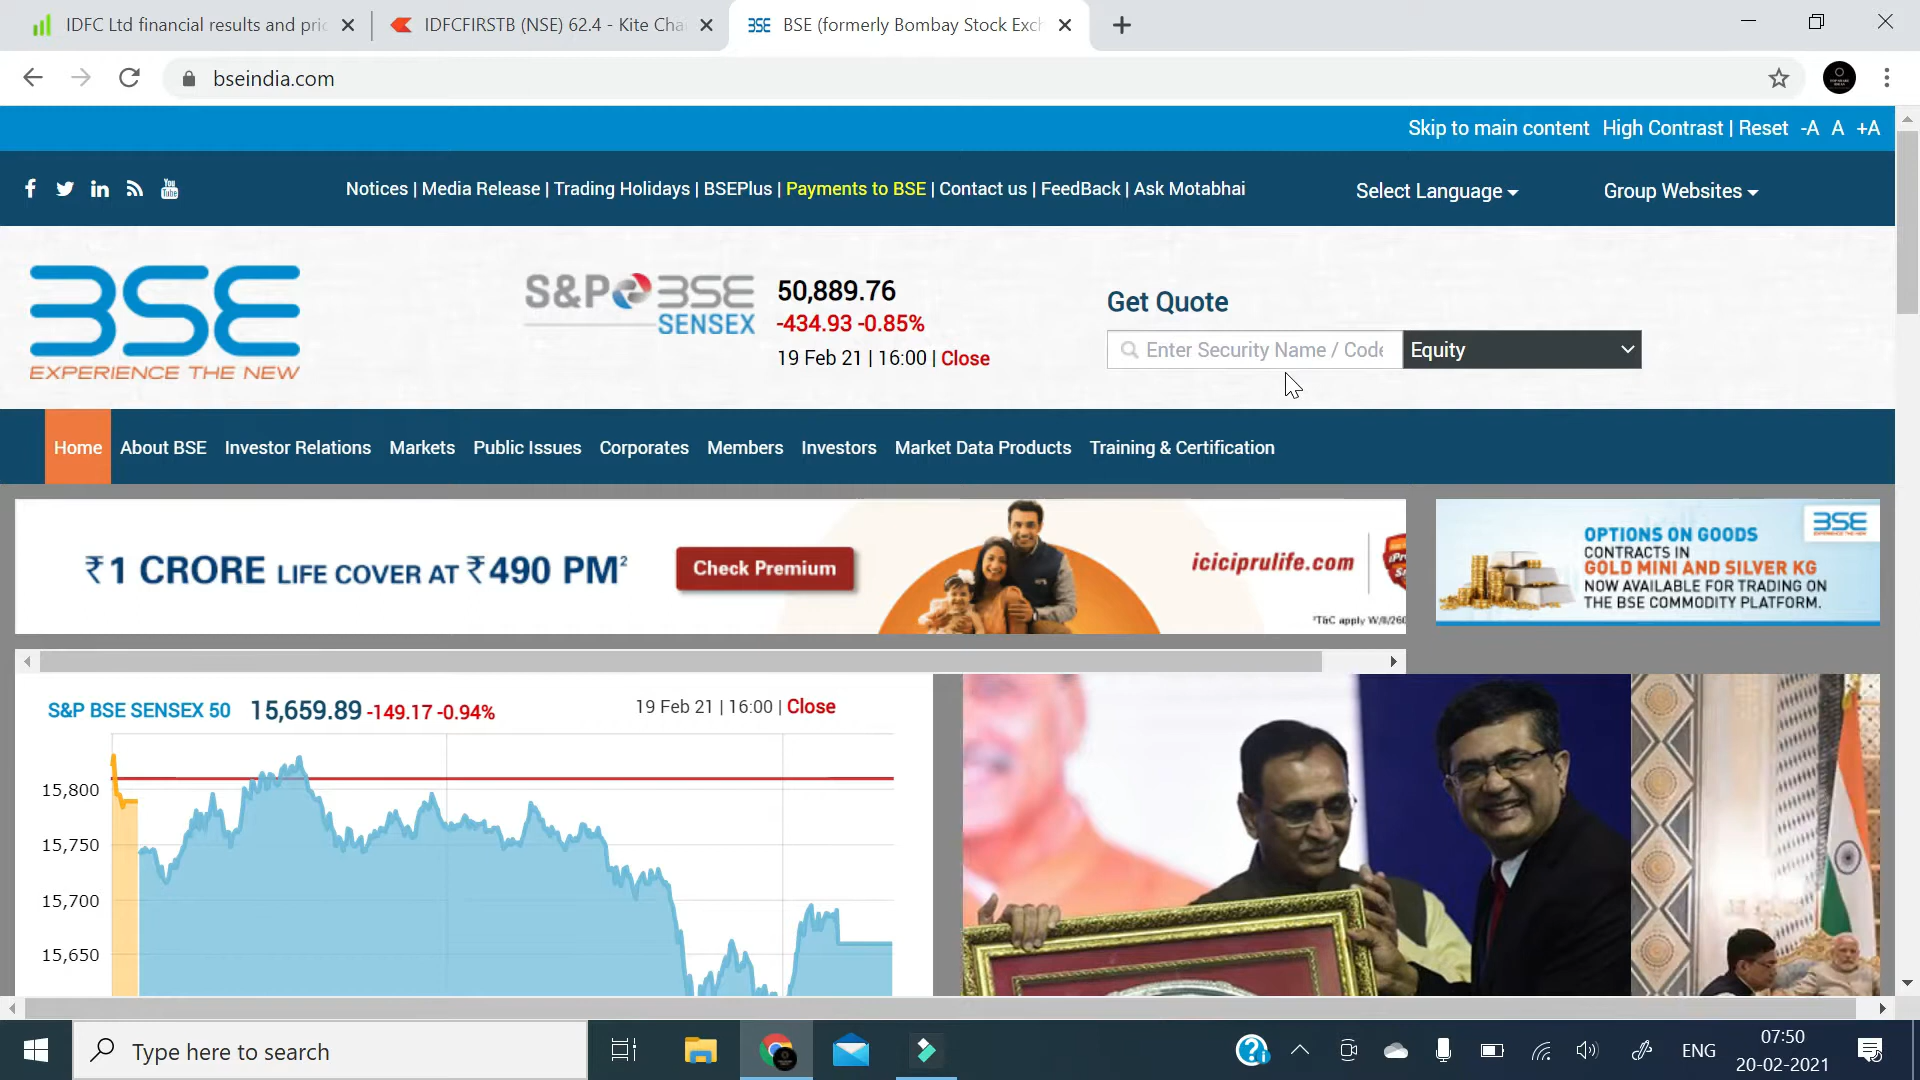 IDFC Ltd financial results and pric
IDFCFIRSTB (NSE) 62.4 - Kite Cha
BSE (formerly Bombay Stock Exch
bseindia.com
Skip to main content High Contrast | Reset -A A +A
You
Notices | Media Release | Trading Holidays | BSEPlus | Payments to BSE | Contact us | FeedBack | Ask Motabhai
Select Language
Group Websites
BSE
EXPERIENCE THE NEW
S&P BSE
SENSEX
50,889.76
-434.93 -0.85%
19 Feb 21 | 16:00 | Close
Get Quote
Enter Security Name / Code
Equity
Home About BSE Investor Relations Markets Public Issues Corporates Members Investors Market Data Products Training & Certification
₹1 CRORE LIFE COVER AT ₹490 PM²
Check Premium
iciciprulife.com
BSE
OPTIONS ON GOODS
CONTRACTS IN
GOLD MINI AND SILVER KG
NOW AVAILABLE FOR TRADING ON
THE BSE COMMODITY PLATFORM.
S&P BSE SENSEX 50 15,659.89 -149.17 -0.94%
19 Feb 21 | 16:00 | Close
15,800
15,750
15,700
15,650
Type here to search
ENG
07:50
20-02-2021